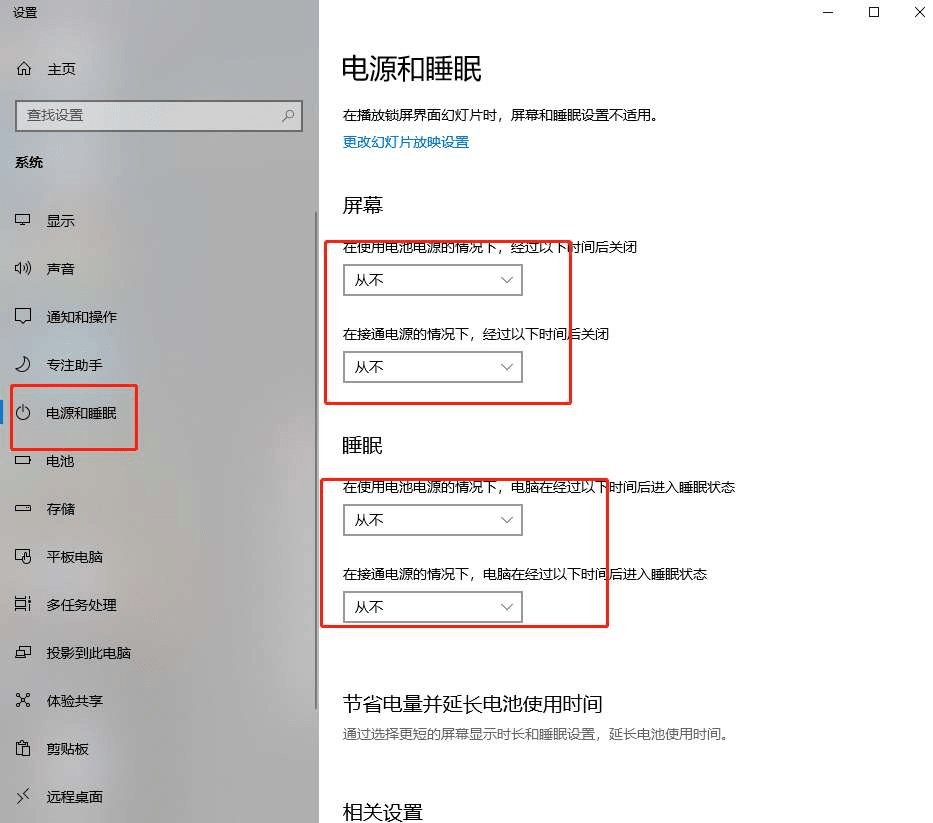 设置
主页
查找设置
系统
显示
声音
通知和操作
专注助手
电源和睡眠
电池
存储
平板电脑
多任务处理
投影到此电脑
体验共享
剪贴板
远程桌面
电源和睡眠
在播放锁屏界面幻灯片时，屏幕和睡眠设置不适用。
更改幻灯片放映设置
屏幕
在使用电池电源的情况下，经过以下时间后关闭
从不
在接通电源的情况下，经过以下时间后关闭
从不
睡眠
在使用电池电源的情况下，电脑在经过以下时间后进入睡眠状态
从不
在接通电源的情况下，电脑在经过以下时间后进入睡眠状态
从不
节省电量并延长电池使用时间
通过选择更短的屏幕显示时长和睡眠设置，延长电池使用时间。
相关设置